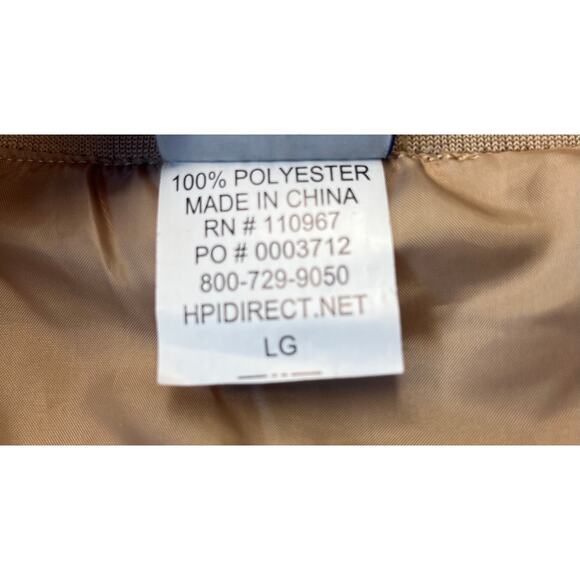 100% POLYESTER
MADE IN CHINA
RN # 110967
PO # 0003712
800-729-9050
HPIDIRECT.NET
LG